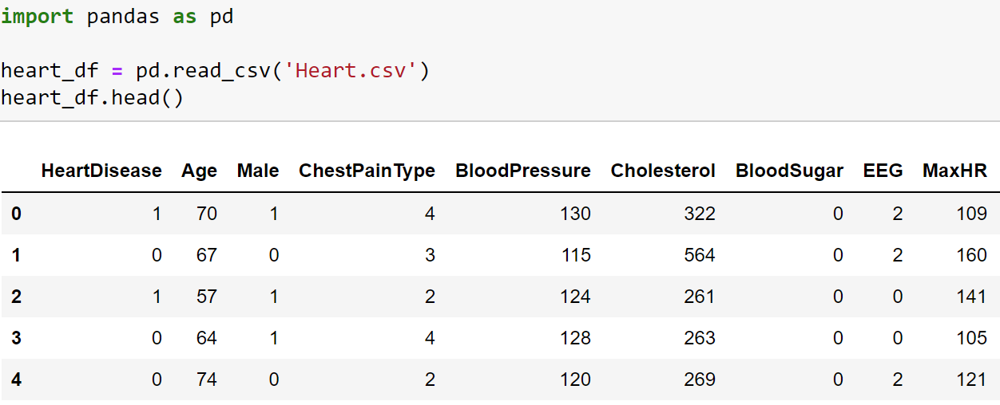 import pandas as pd
heart_df = pd.read_csv('Heart.csv')
heart_df.head()
HeartDisease Age Male ChestPainType BloodPressure Cholesterol BloodSugar EEG MaxHR
0 1 70 1 4 130 322 0 2 109
1 0 67 0 3 115 564 0 2 160
2 1 57 1 2 124 261 0 0 141
3 0 64 1 4 128 263 0 0 105
4 0 74 0 2 120 269 0 2 121